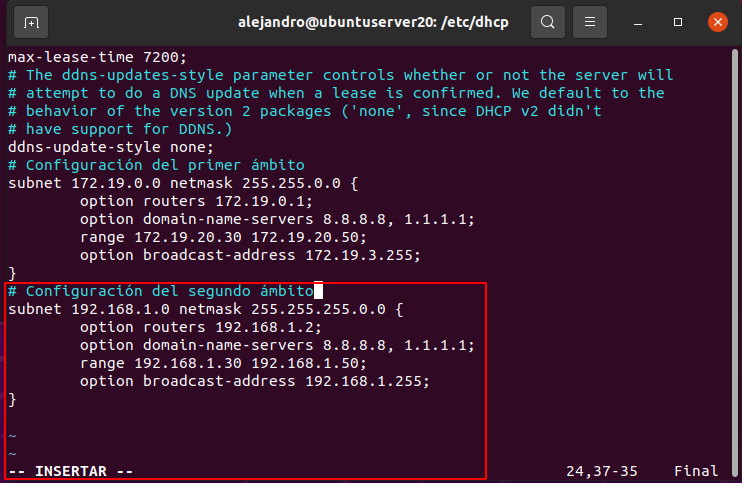 alejandro@ubuntuserver20: /etc/dhcp
max-lease-time 7200;
# The ddns-updates-style parameter controls whether or not the server will
# attempt to do a DNS update when a lease is confirmed. We default to the
# behavior of the version 2 packages ('none', since DHCP v2 didn't
# have support for DDNS.)
ddns-update-style none;
# Configuración del primer ámbito
subnet 172.19.0.0 netmask 255.255.0.0 {
        option routers 172.19.0.1;
        option domain-name-servers 8.8.8.8, 1.1.1.1;
        range 172.19.20.30 172.19.20.50;
        option broadcast-address 172.19.3.255;
}
# Configuración del segundo ámbito
subnet 192.168.1.0 netmask 255.255.255.0.0 {
        option routers 192.168.1.2;
        option domain-name-servers 8.8.8.8, 1.1.1.1;
        range 192.168.1.30 192.168.1.50;
        option broadcast-address 192.168.1.255;
}
~
~
-- INSERTAR -- 24,37-35 Final